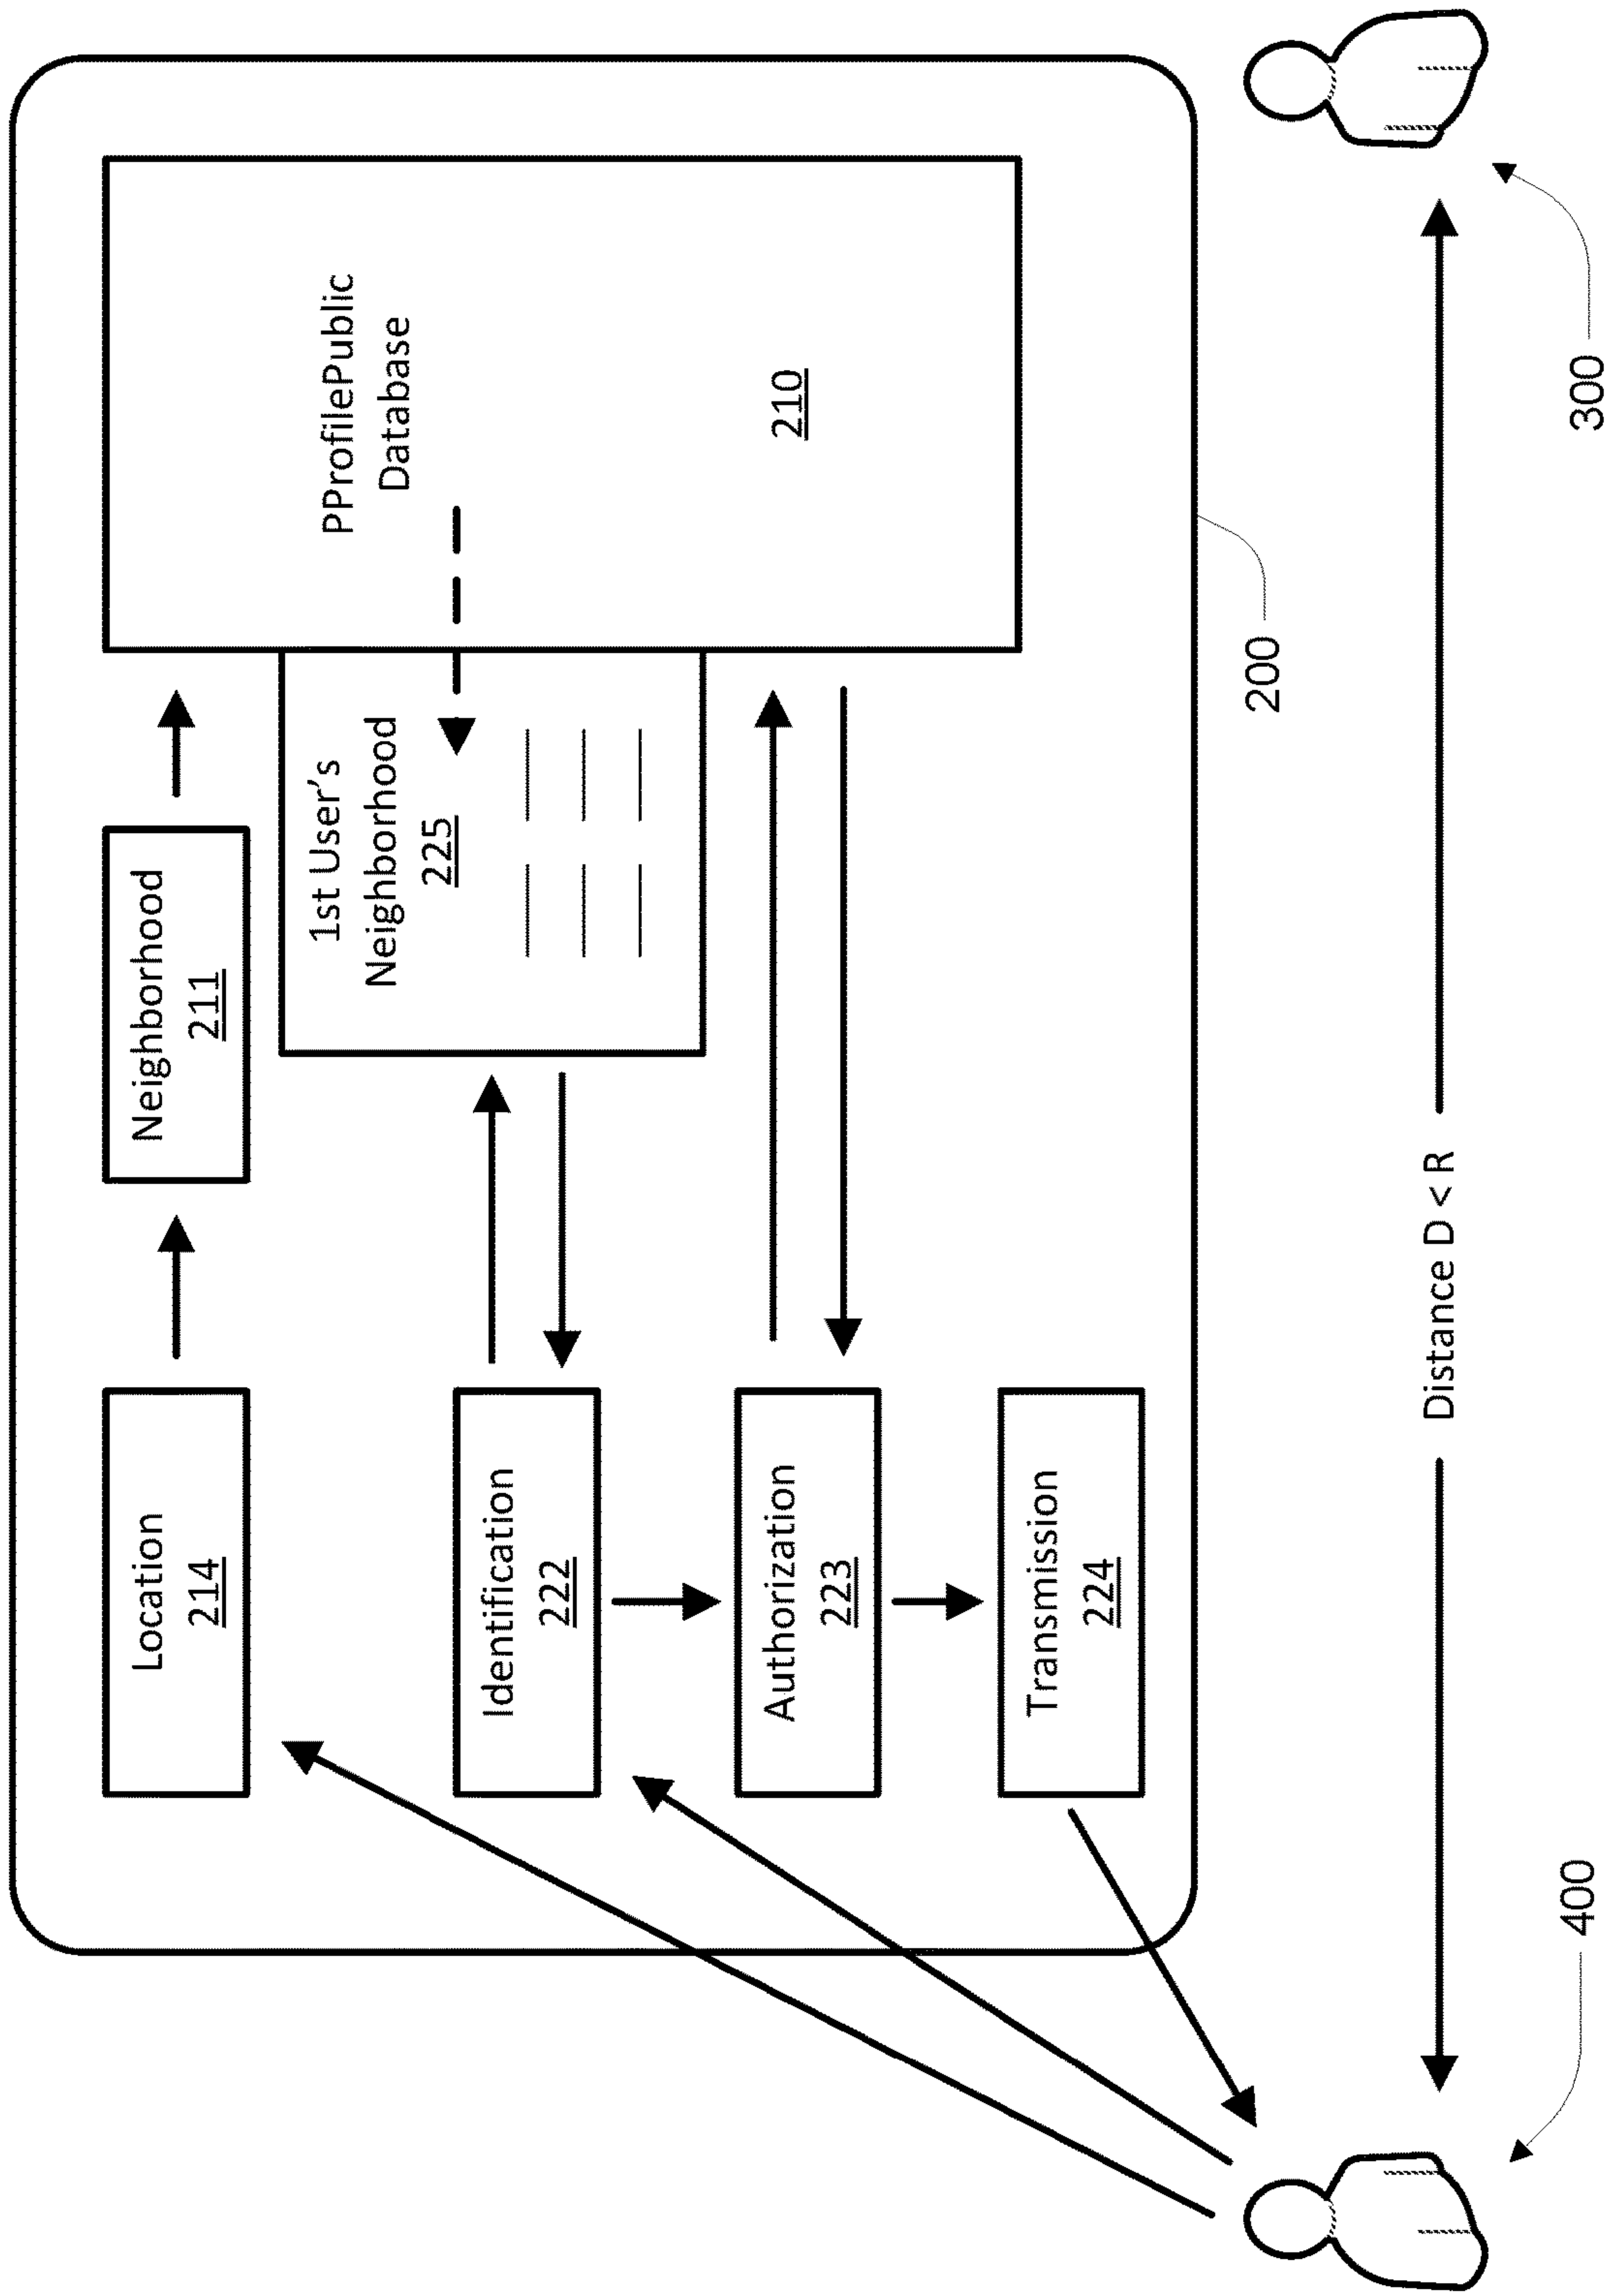 Location
214
Neighborhood
211
PProfilePublic
Database
210
1st User's
Neighborhood
225
Identification
222
Authorization
223
Transmission
224
200
Distance D < R
400
300